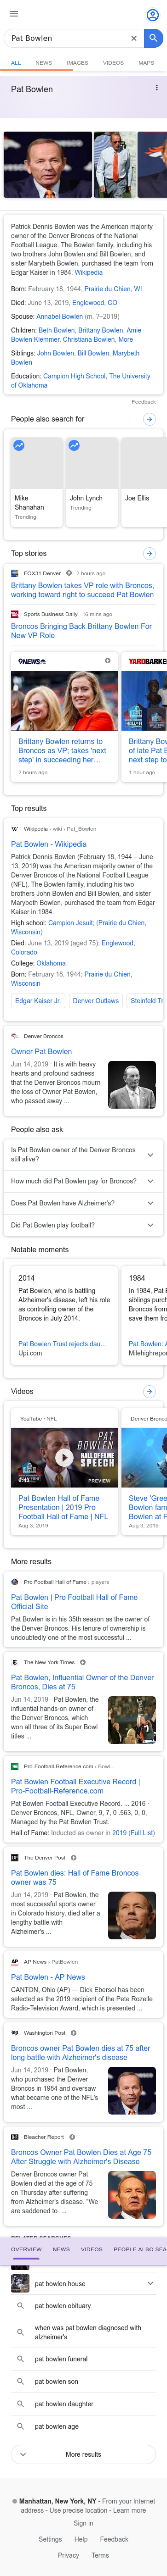 Pat Bowlen
ALL NEWS IMAGES VIDEOS MAPS
Pat Bowlen
Patrick Dennis Bowlen was the American majority
owner of the Denver Broncos of the National
Football League. The Bowlen family, including his
two brothers John Bowlen and Bill Bowlen, and
sister Marybeth Bowlen, purchased the team from
Edgar Kaiser in 1984. Wikipedia
Born: February 18, 1944, Prairie du Chien, WI
Died: June 13, 2019, Englewood, CO
Spouse: Annabel Bowlen (m. ?–2019)
Children: Beth Bowlen, Brittany Bowlen, Amie
Bowlen Klemmer, Christiana Bowlen, More
Siblings: John Bowlen, Bill Bowlen, Marybeth
Bowlen
Education: Campion High School, The University
of Oklahoma
Feedback
People also search for
Mike
Shanahan
Trending
John Lynch
Trending
Joe Ellis
Top stories
FOX31 Denver · 2 hours ago
Brittany Bowlen takes VP role with Broncos,
working toward right to succeed Pat Bowlen
Sports Business Daily · 16 mins ago
Broncos Bringing Back Brittany Bowlen For
New VP Role
9NEWS
Brittany Bowlen returns to
Broncos as VP; takes 'next
step' in succeeding her…
2 hours ago
YARDBARKE
Brittany Bow
of late Pat B
next step to
1 hour ago
Top results
Wikipedia › wiki › Pat_Bowlen
Pat Bowlen - Wikipedia
Patrick Dennis Bowlen (February 18, 1944 – June
13, 2019) was the American majority owner of the
Denver Broncos of the National Football League
(NFL). The Bowlen family, including his two
brothers John Bowlen and Bill Bowlen, and sister
Marybeth Bowlen, purchased the team from Edgar
Kaiser in 1984.
High school: Campion Jesuit; (Prairie du Chien,
Wisconsin)
Died: June 13, 2019 (aged 75); Englewood,
Colorado
College: Oklahoma
Born: February 18, 1944; Prairie du Chien,
Wisconsin
Edgar Kaiser Jr. Denver Outlaws Steinfeld Tr
Denver Broncos
Owner Pat Bowlen
Jun 14, 2019 · It is with heavy
hearts and profound sadness
that the Denver Broncos mourn
the loss of Owner Pat Bowlen,
who passed away ...
People also ask
Is Pat Bowlen owner of the Denver Broncos
still alive?
How much did Pat Bowlen pay for Broncos?
Does Pat Bowlen have Alzheimer's?
Did Pat Bowlen play football?
Notable moments
2014
Pat Bowlen, who is battling
Alzheimer's disease, left his role
as controlling owner of the
Broncos in July 2014.
Pat Bowlen Trust rejects dau…
Upi.com
1984
In 1984, Pat B
siblings purch
Broncos from
save them fro
Pat Bowlen: A
Milehighrepor
Videos
YouTube · NFL
PAT
BOWLEN
HALL OF FAME
SPEECH
4:45
PREVIEW
Pat Bowlen Hall of Fame
Presentation | 2019 Pro
Football Hall of Fame | NFL
Aug 3, 2019
Denver Bronco
Steve 'Gree
Bowlen fam
Bowlen at P
Aug 3, 2019
More results
Pro Football Hall of Fame › players
Pat Bowlen | Pro Football Hall of Fame
Official Site
Pat Bowlen is in his 35th season as the owner of
the Denver Broncos. His tenure is
undoubtedly one of the most successful ...
The New York Times
Pat Bowlen, Influential Owner of the Denver
Broncos, Dies at 75
Jun 14, 2019 · Pat Bowlen, the
influential hands-on owner of
the Denver Broncos, which
won all three of its Super Bowl
titles ...
Pro-Football-Reference.com › Bowl...
Pat Bowlen Football Executive Record |
Pro-Football-Reference.com
Pat Bowlen Football Executive Record. ... 2016 ·
Denver Broncos, NFL, Owner, 9, 7, 0 .563, 0, 0,
Managed by the Pat Bowlen Trust.
Hall of Fame: Inducted as owner in 2019 (Full List)
The Denver Post
Pat Bowlen dies: Hall of Fame Broncos
owner was 75
Jun 14, 2019 · Pat Bowlen, the
most successful sports owner
in Colorado history, died after a
lengthy battle with
Alzheimer's ...
AP News › PatBowlen
Pat Bowlen - AP News
CANTON, Ohio (AP) — Dick Ebersol has been
selected as the 2019 recipient of the Pete Rozelle
Radio-Television Award, which is presented ...
Washington Post
Broncos owner Pat Bowlen dies at 75 after
long battle with Alzheimer's disease
Jun 14, 2019 · Pat Bowlen,
who purchased the Denver
Broncos in 1984 and oversaw
what became one of the NFL's
most ...
Bleacher Report
Broncos Owner Pat Bowlen Dies at Age 75
After Struggle with Alzheimer's Disease
Denver Broncos owner Pat
Bowlen died at the age of 75
on Thursday after suffering
from Alzheimer's disease. "We
are saddened to ...
RELATED SEARCHES
OVERVIEW NEWS VIDEOS PEOPLE ALSO SEA
pat bowlen house
pat bowlen obituary
when was pat bowlen diagnosed with
alzheimer's
pat bowlen funeral
pat bowlen son
pat bowlen daughter
pat bowlen age
More results
Manhattan, New York, NY - From your Internet
address - Use precise location - Learn more
Sign in
Settings Help Feedback
Privacy Terms